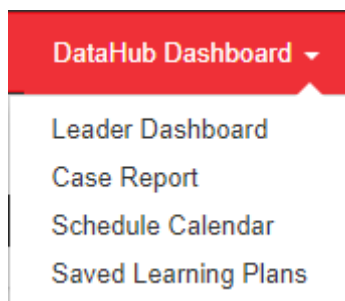 DataHub Dashboard
Leader Dashboard
Case Report
Schedule Calendar
Saved Learning Plans